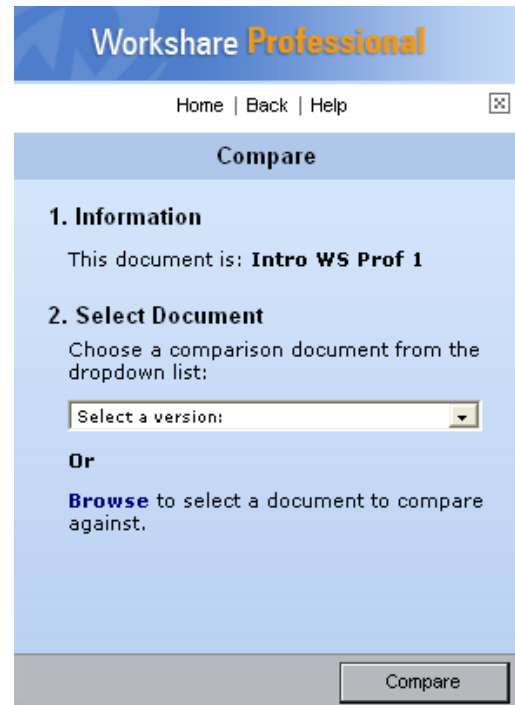 Workshare Professional
Home | Back | Help
Compare
1. Information
This document is: Intro WS Prof 1
2. Select Document
Choose a comparison document from the
dropdown list:
Select a version:
Or
Browse to select a document to compare
against.
Compare